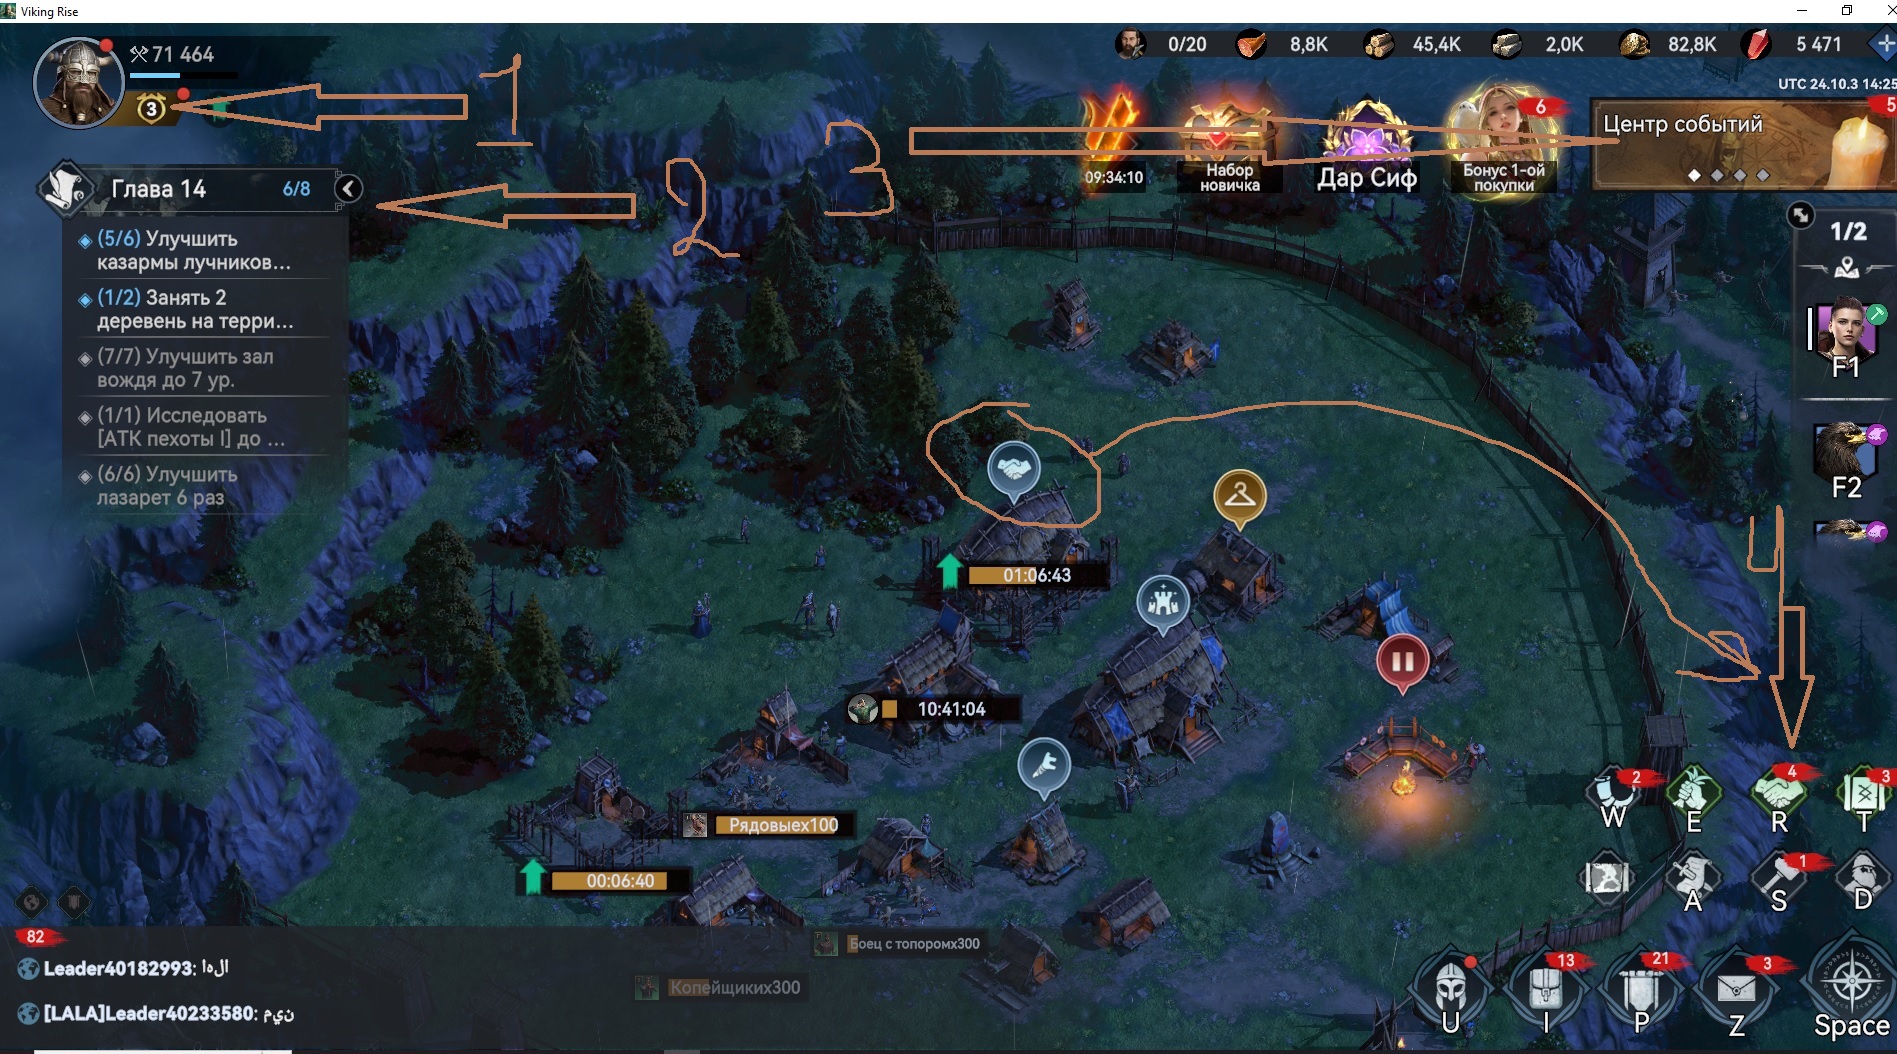 Viking Rise
71 464
0/20
8,8K
45,4K
2,0K
82,8K
5 471
UTC 24.10.3 14:25
3
1
2
3
4
09:34:10
Набор
новичка
Дар Сиф
6
Бонус 1-ой
покупки
Центр событий
5
Глава 14
6/8
(5/6) Улучшить
казармы лучников...
(1/2) Занять 2
деревень на терри...
(7/7) Улучшить зал
вождя до 7 ур.
(1/1) Исследовать
[АТК пехоты I] до ...
(6/6) Улучшить
лазарет 6 раз
1/2
F1
F2
01:06:43
10:41:04
Рядовыеx100
00:06:40
Боец с топоромx300
Копейщикиx300
2
W
E
4
R
3
T
A
1
S
D
82
Leader40182993: الها
[LALA]Leader40233580: مين
U
13
I
21
P
3
Z
Space